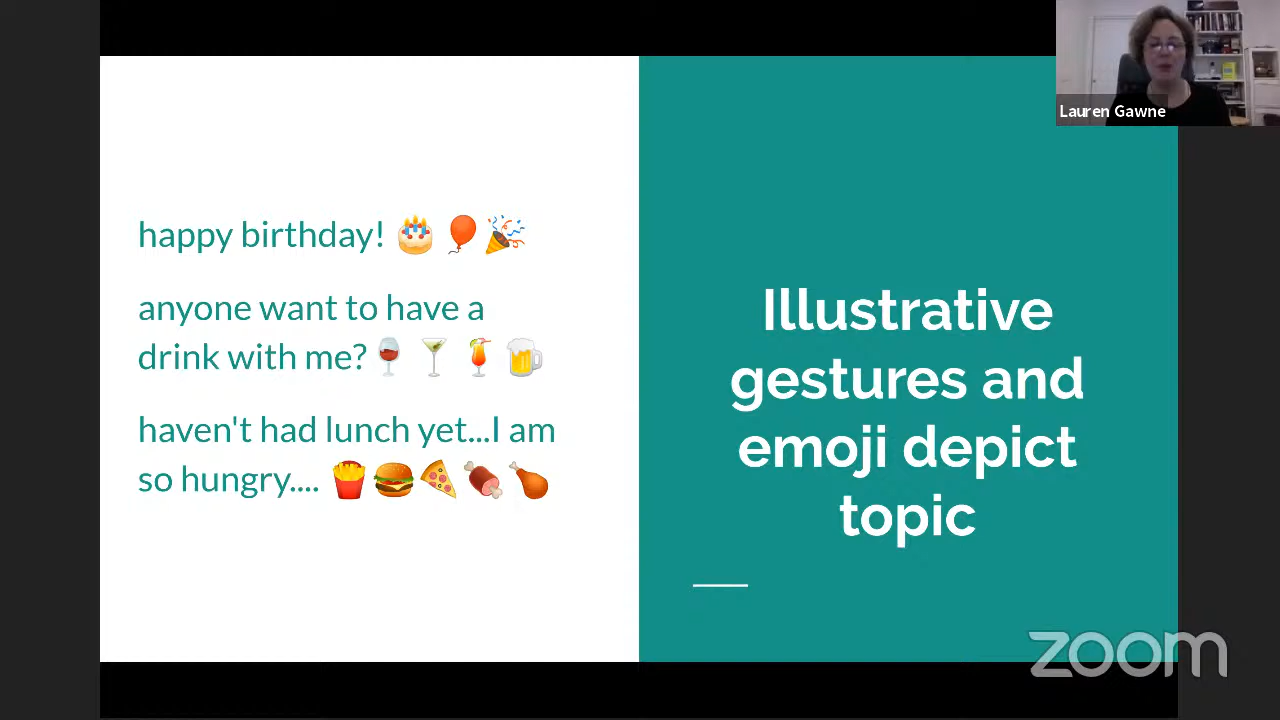 happy birthday! 🎂🎈🎉
anyone want to have a
drink with me?🍷🍸🍹🍺
haven't had lunch yet...I am
so hungry.... 🍟🍔🍕🍖🍗
Illustrative
gestures and
emoji depict
topic
Lauren Gawne
zoom